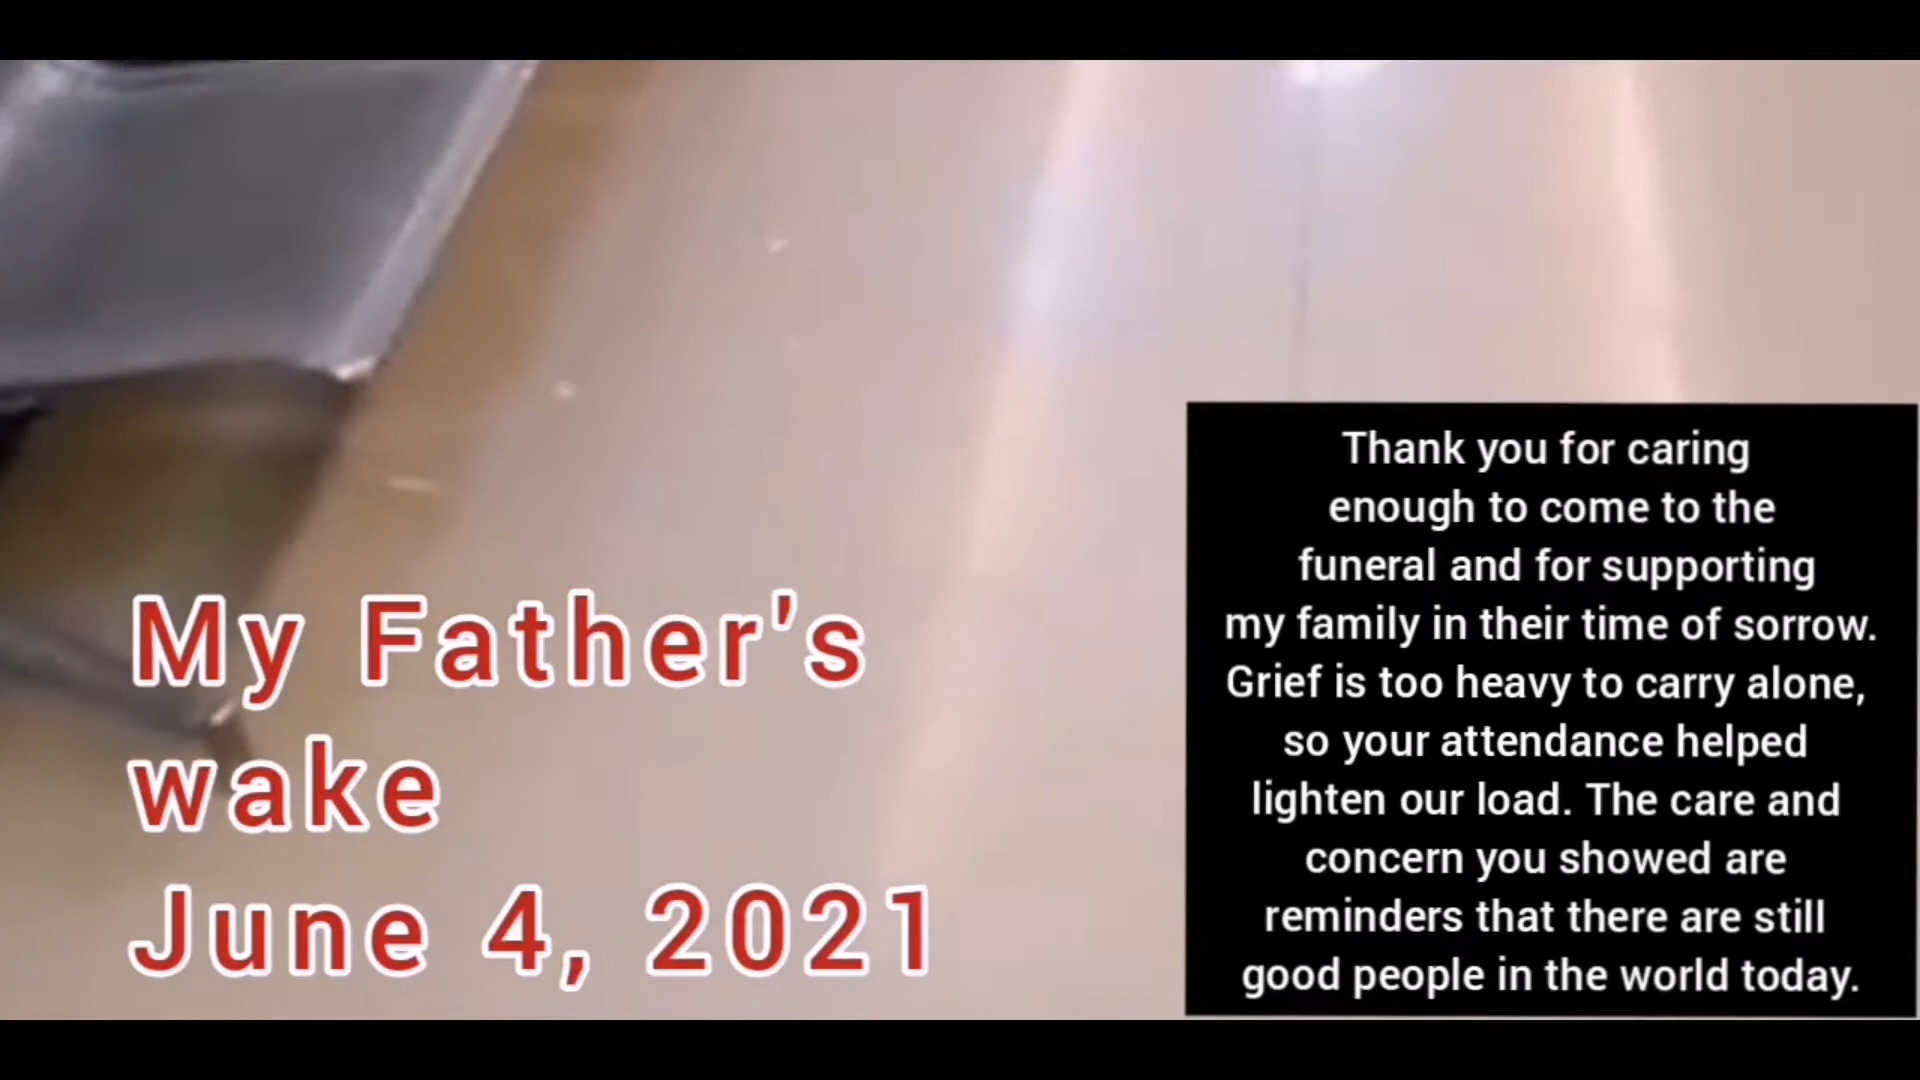 My Father's
wake
June 4, 2021
Thank you for caring
enough to come to the
funeral and for supporting
my family in their time of sorrow.
Grief is too heavy to carry alone,
so your attendance helped
lighten our load. The care and
concern you showed are
reminders that there are still
good people in the world today.